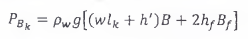 P_{B_k} = ρ_w g[(wl_k + h')B + 2h_f B_f]